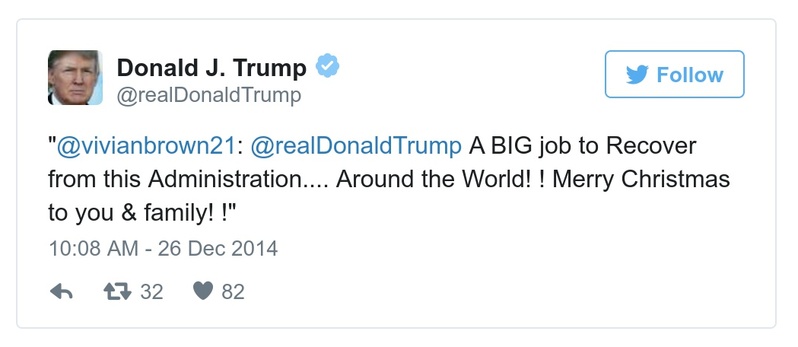 Donald J. Trump
@realDonaldTrump
Follow
"@vivianbrown21: @realDonaldTrump A BIG job to Recover
from this Administration.... Around the World! ! Merry Christmas
to you & family! !"
10:08 AM - 26 Dec 2014
32 82